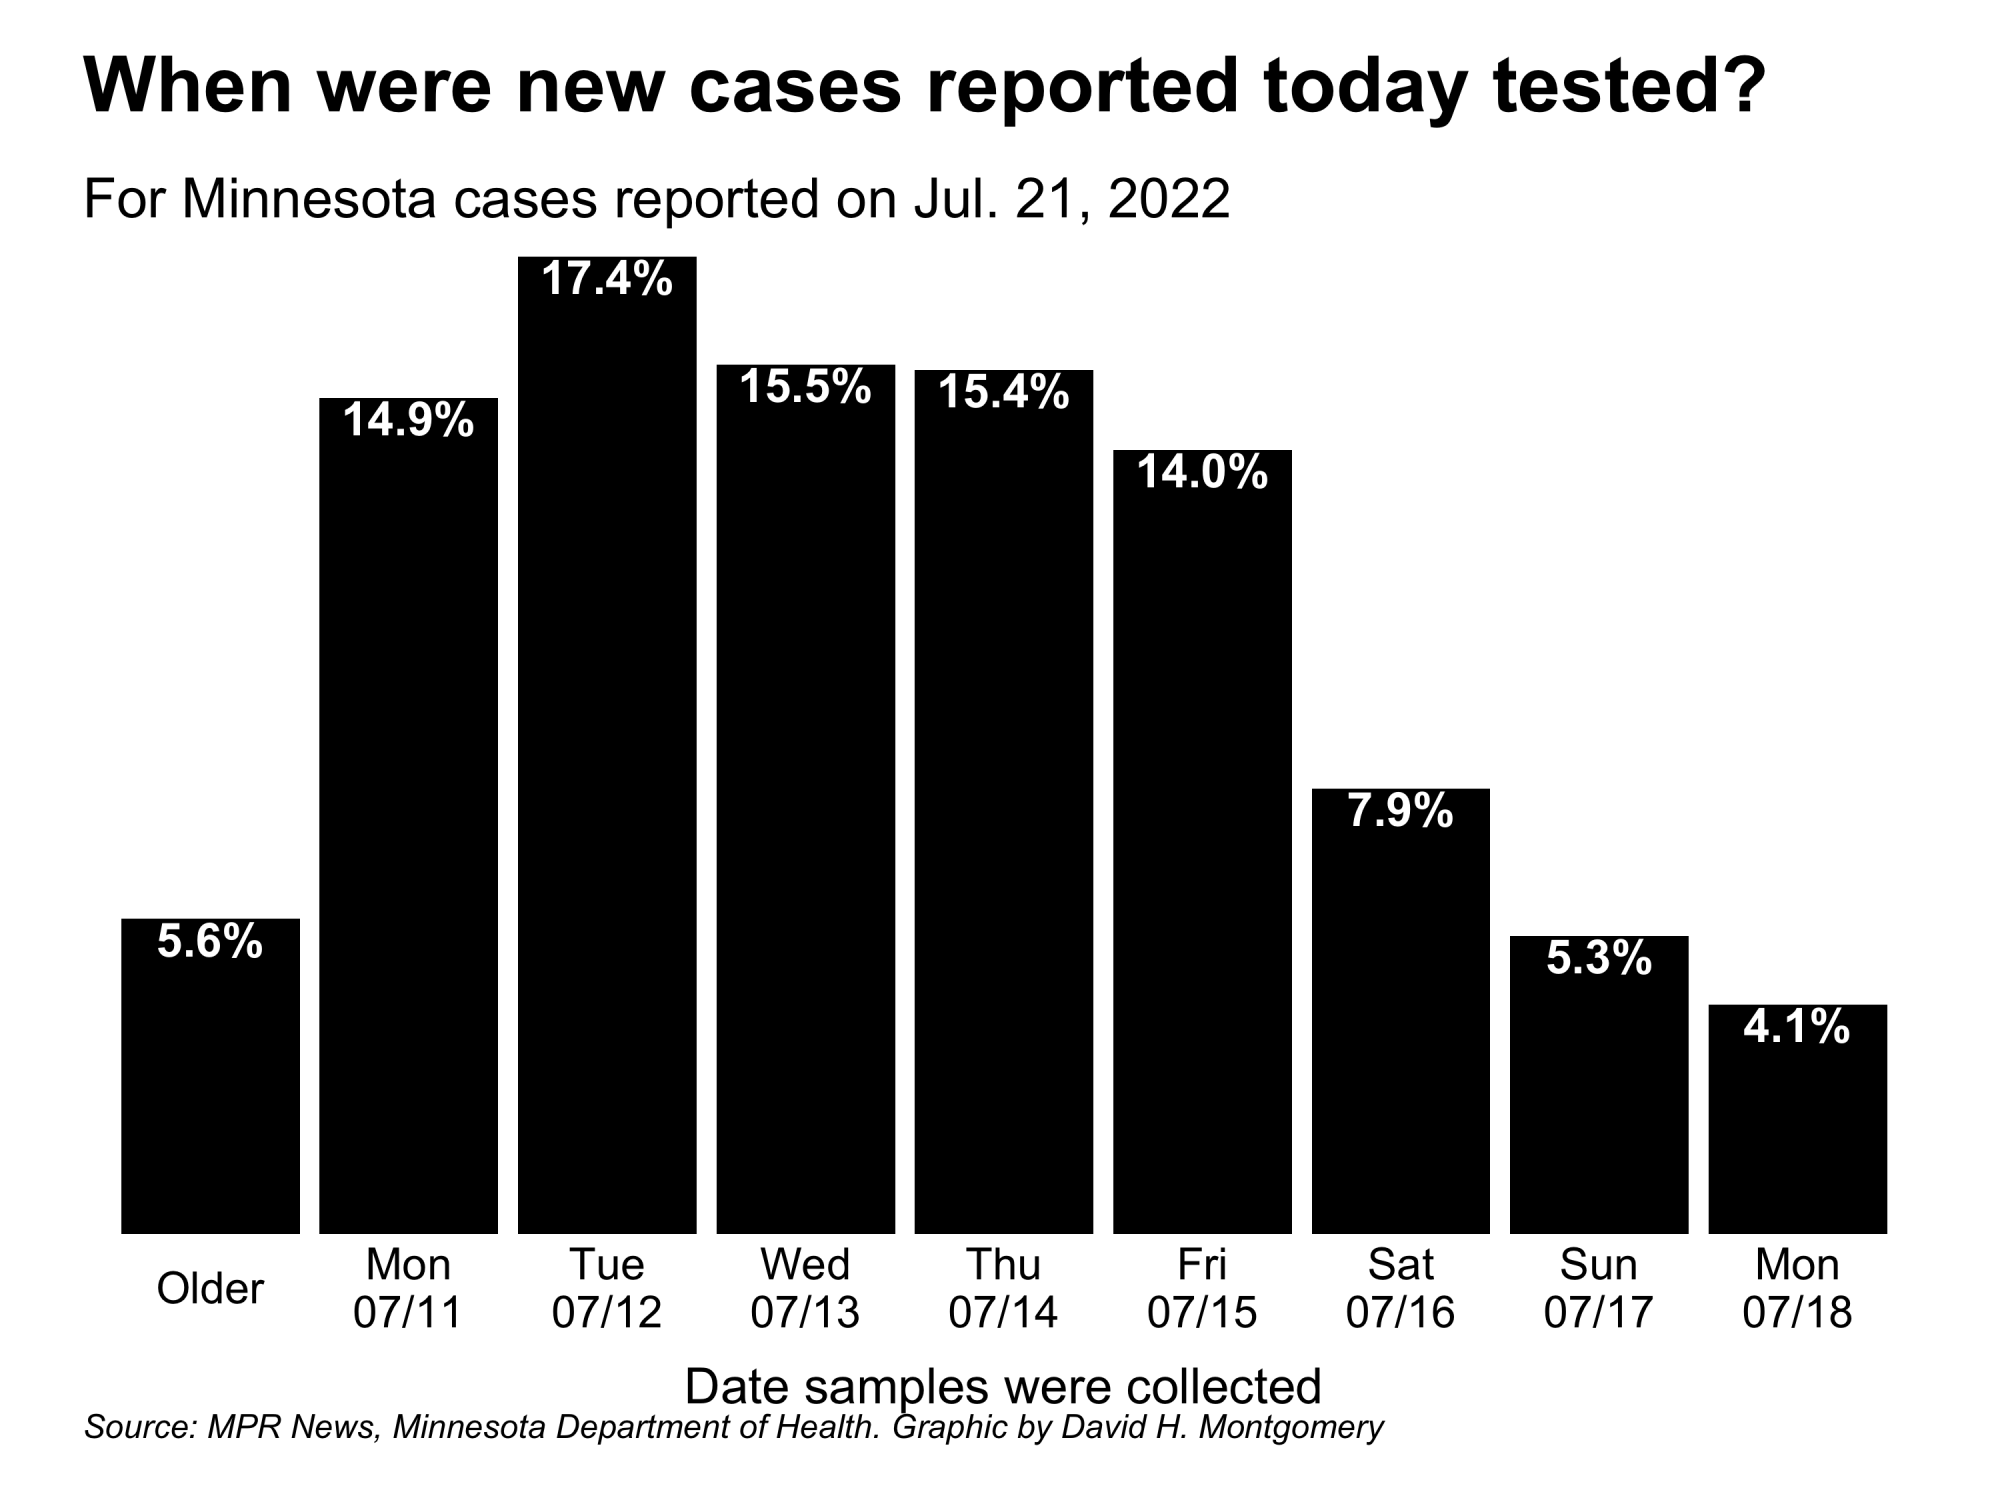 When were new cases reported today tested?
For Minnesota cases reported on Jul. 21, 2022
17.4%
15.5%
15.4%
14.9%
14.0%
7.9%
5.6%
5.3%
4.1%
Older
Mon Tue Wed Thu Fri Sat Sun Mon
07/11 07/12 07/13 07/14 07/15 07/16 07/17 07/18
Date samples were collected
Source: MPR News, Minnesota Department of Health. Graphic by David H. Montgomery